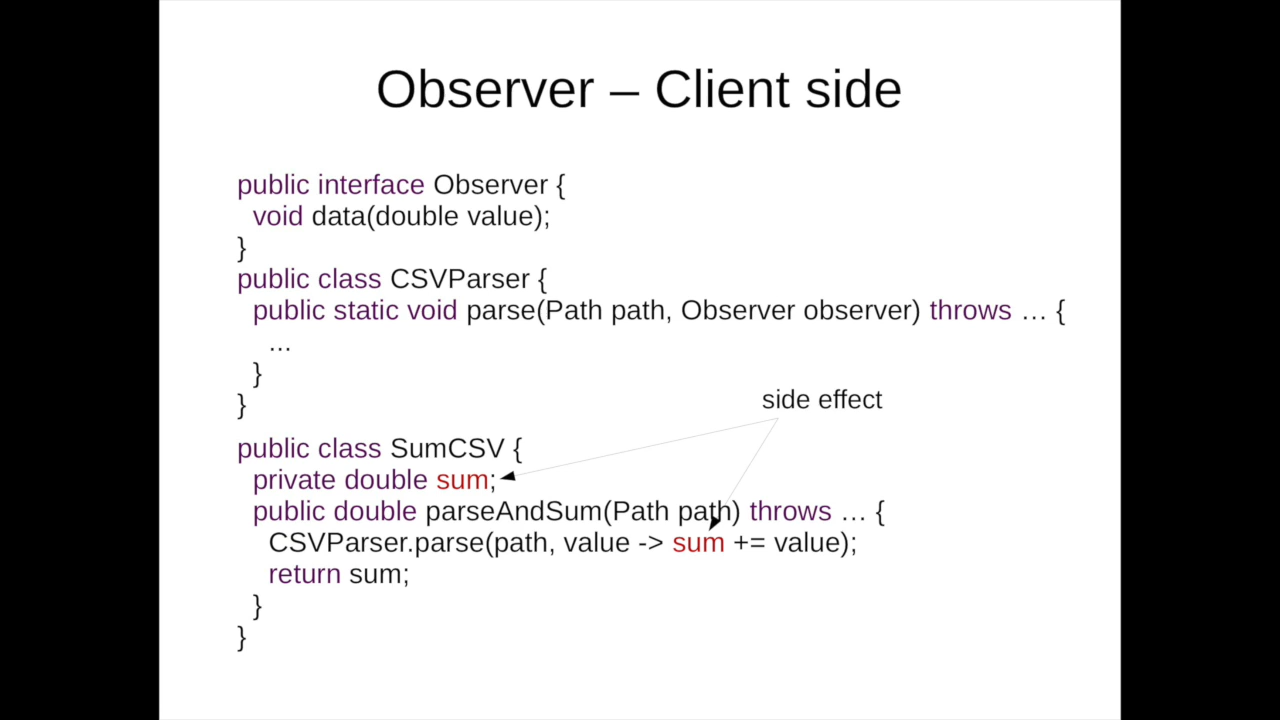 Observer – Client side
public interface Observer {
void data(double value);
}
public class CSVParser {
public static void parse(Path path, Observer observer) throws … {
...
}
}
side effect
public class SumCSV {
private double sum;
public double parseAndSum(Path path) throws … {
CSVParser.parse(path, value -> sum += value);
return sum;
}
}